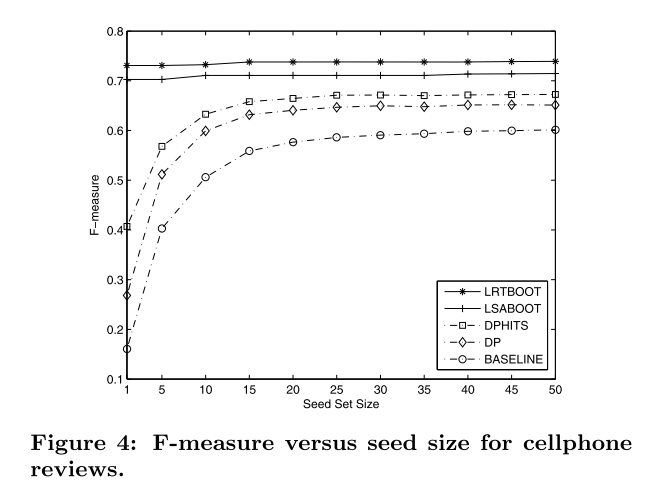 0.8
0.7
0.6
0.5
0.4
0.3
0.2
0.1
F−measure
LRTBOOT
LSABOOT
DPHITS
DP
BASELINE
1 5 10 15 20 25 30 35 40 45 50
Seed Set Size
Figure 4: F-measure versus seed size for cellphone
reviews.